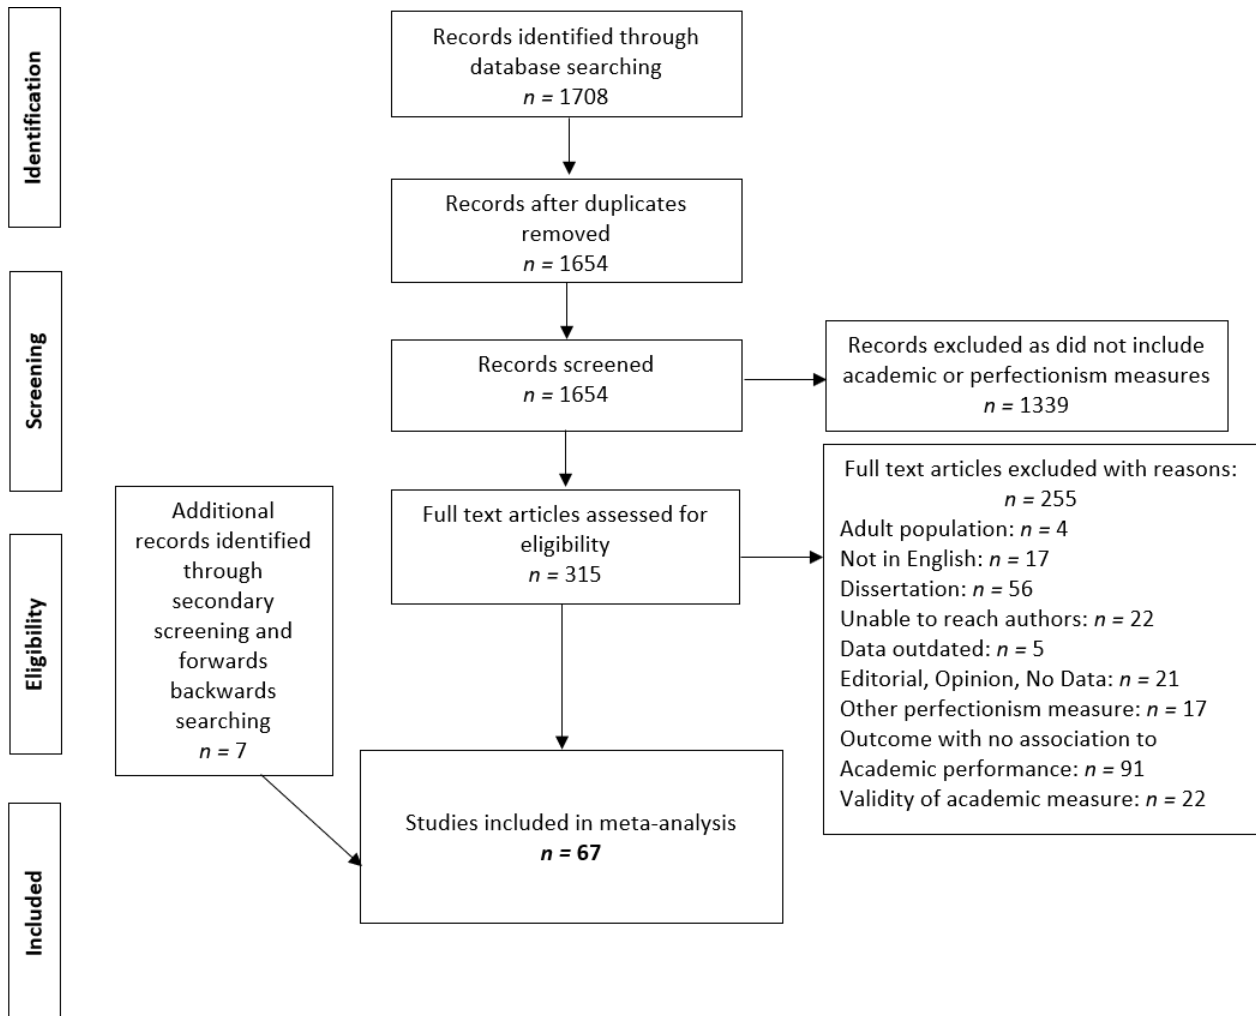 Identification
Records identified through
database searching
n = 1708
Records after duplicates
removed
n = 1654
Screening
Records screened
n = 1654
Records excluded as did not include
academic or perfectionism measures
n = 1339
Eligibility
Additional
records identified
through
secondary
screening and
forwards
backwards
searching
n = 7
Full text articles assessed for
eligibility
n = 315
Full text articles excluded with reasons:
n = 255
Adult population: n = 4
Not in English: n = 17
Dissertation: n = 56
Unable to reach authors: n = 22
Data outdated: n = 5
Editorial, Opinion, No Data: n = 21
Other perfectionism measure: n = 17
Outcome with no association to
Academic performance: n = 91
Validity of academic measure: n = 22
Included
Studies included in meta-analysis
n = 67